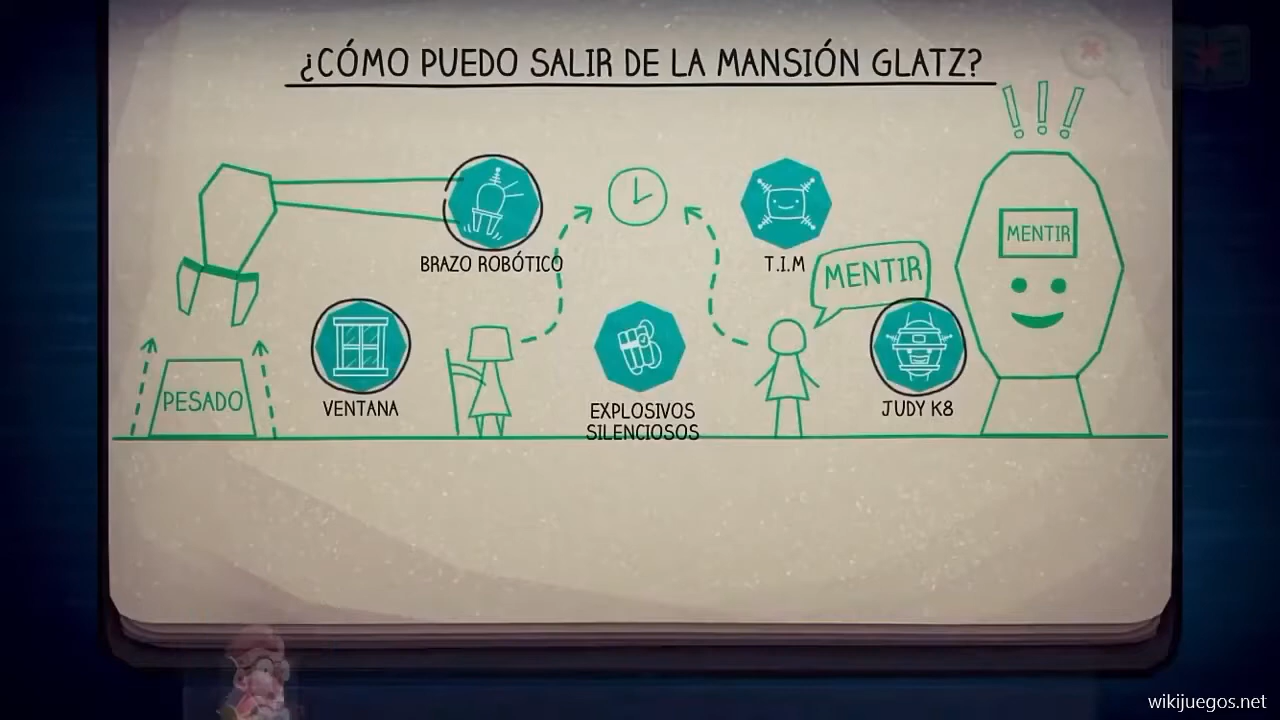 ¿CÓMO PUEDO SALIR DE LA MANSIÓN GLATZ?
MENTIR
BRAZO ROBÓTICO
T.I.M
MENTIR
PESADO
VENTANA
EXPLOSIVOS
SILENCIOSOS
JUDY K8
wikijuegos.net